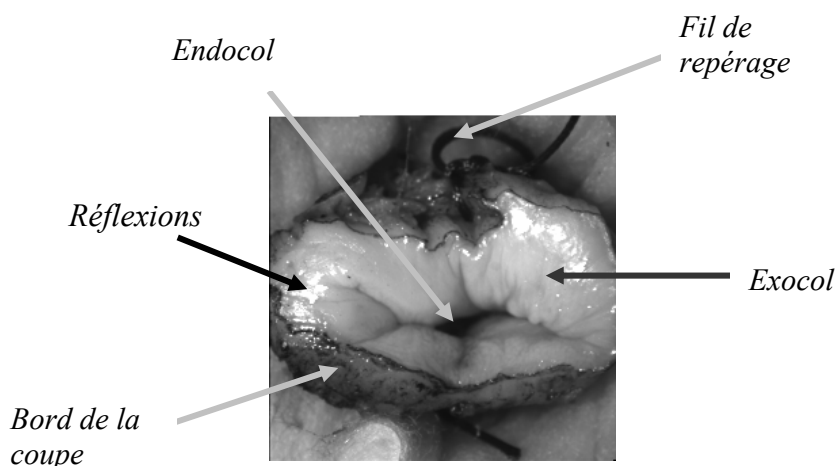 Fil de
repérage
Endocol
Réflexions
Exocol
Bord de la
coupe